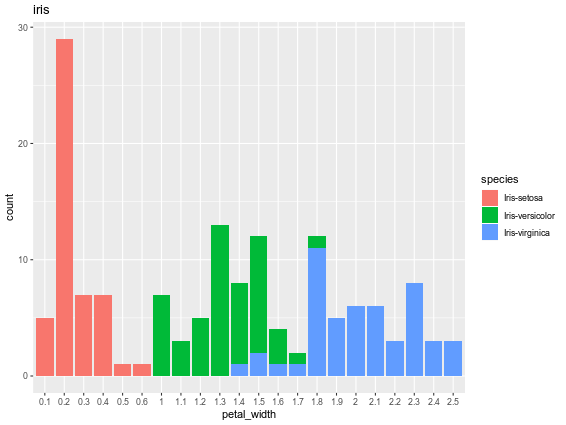 iris
30
20
10
0
count
0.1 0.2 0.3 0.4 0.5 0.6 1 1.1 1.2 1.3 1.4 1.5 1.6 1.7 1.8 1.9 2 2.1 2.2 2.3 2.4 2.5
petal_width
species
Iris-setosa
Iris-versicolor
Iris-virginica